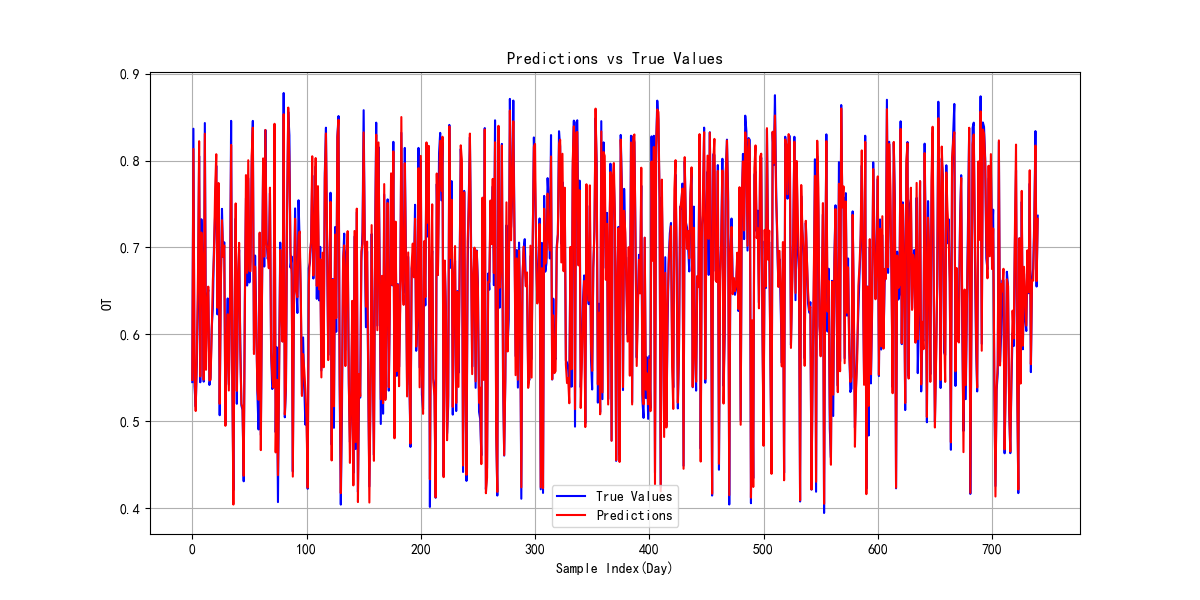 Predictions vs True Values
0.9
0.8
0.7
0.6
0.5
0.4
OT
True Values
Predictions
0 100 200 300 400 500 600 700
Sample Index(Day)